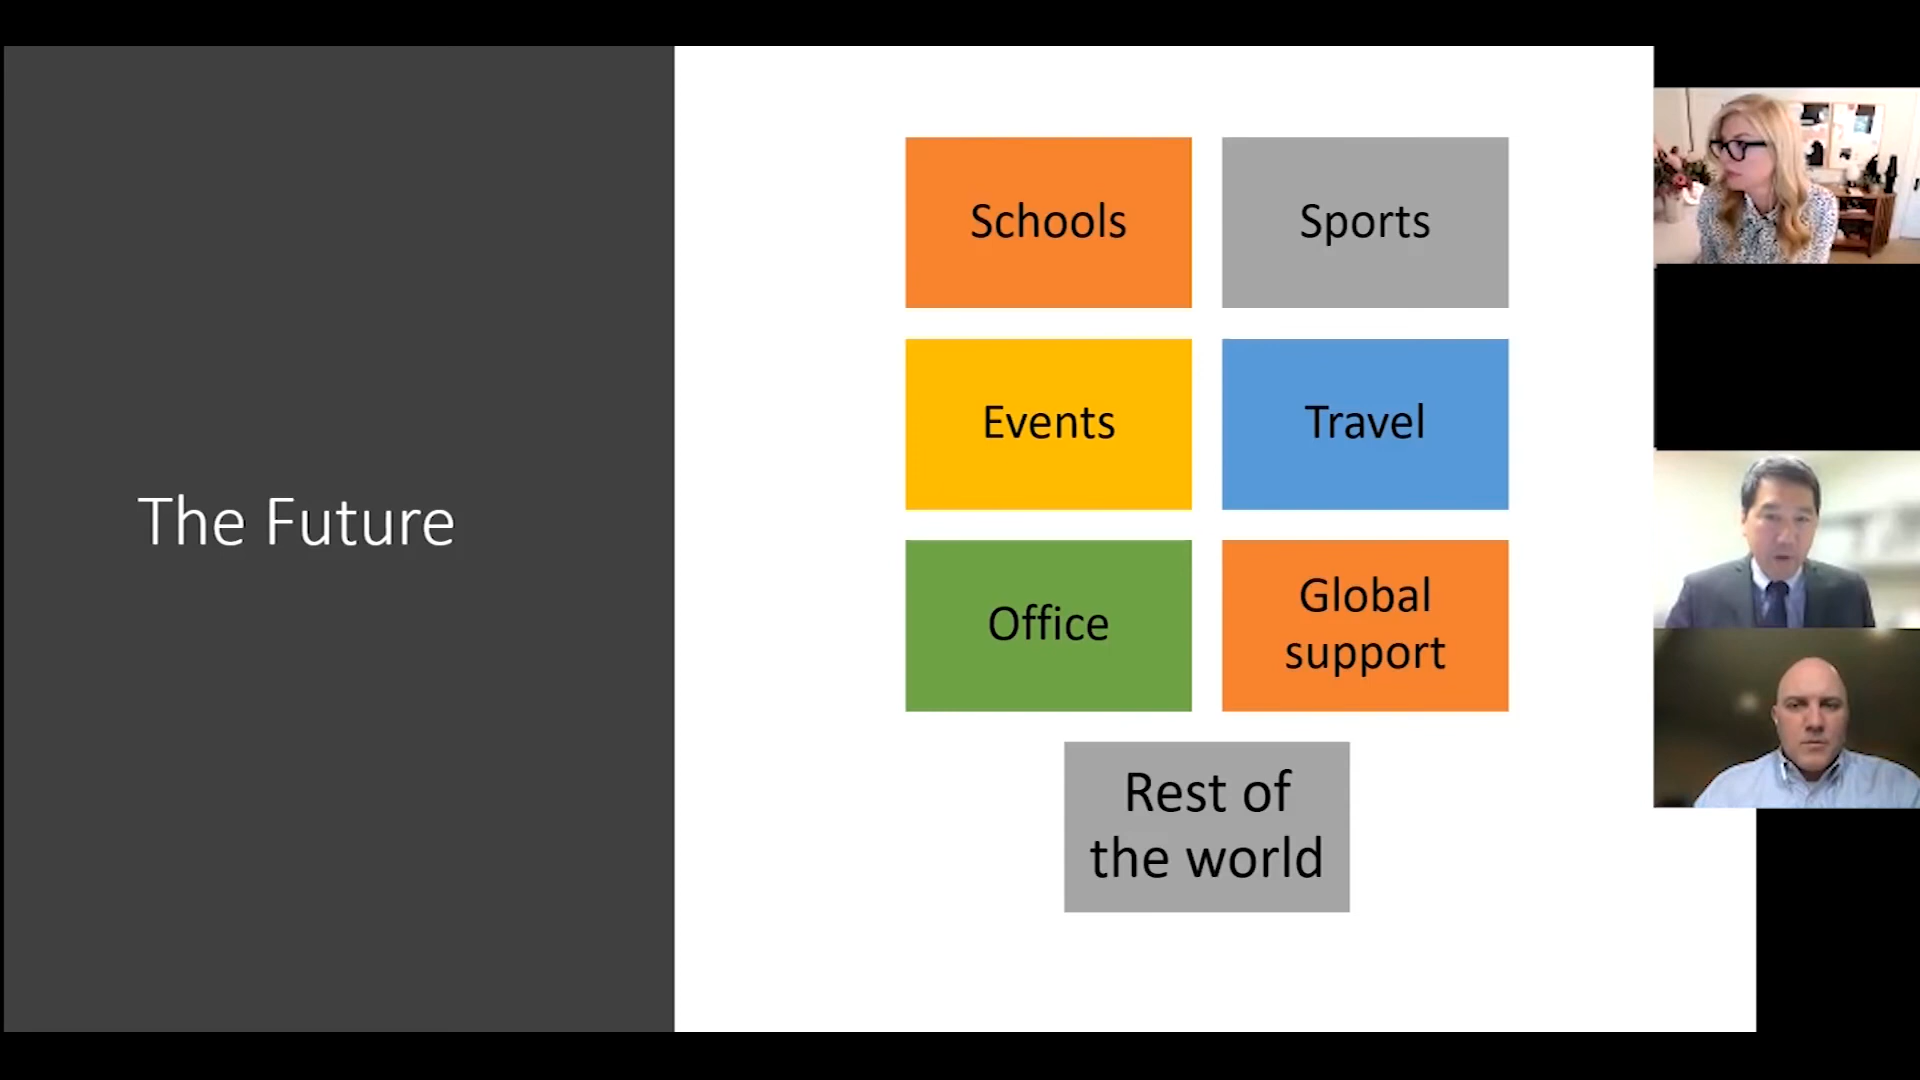 The Future
Schools
Sports
Events
Travel
Office
Global
support
Rest of
the world